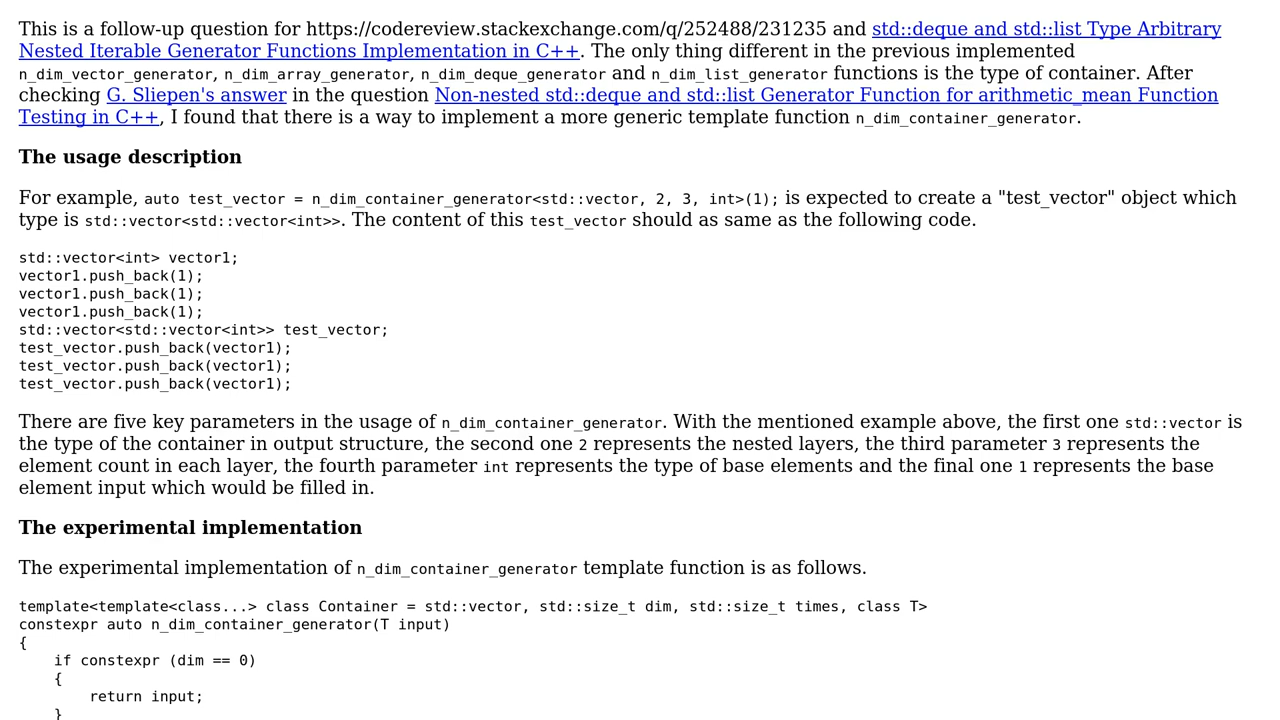 This is a follow-up question for https://codereview.stackexchange.com/q/252488/231235 and std::deque and std::list Type Arbitrary
Nested Iterable Generator Functions Implementation in C++. The only thing different in the previous implemented
n_dim_vector_generator, n_dim_array_generator, n_dim_deque_generator and n_dim_list_generator functions is the type of container. After
checking G. Sliepen's answer in the question Non-nested std::deque and std::list Generator Function for arithmetic_mean Function
Testing in C++, I found that there is a way to implement a more generic template function n_dim_container_generator.
The usage description
For example, auto test_vector = n_dim_container_generator<std::vector, 2, 3, int>(1); is expected to create a "test_vector" object which
type is std::vector<std::vector<int>>. The content of this test_vector should as same as the following code.
std::vector<int> vector1;
vector1.push_back(1);
vector1.push_back(1);
vector1.push_back(1);
std::vector<std::vector<int>> test_vector;
test_vector.push_back(vector1);
test_vector.push_back(vector1);
test_vector.push_back(vector1);
There are five key parameters in the usage of n_dim_container_generator. With the mentioned example above, the first one std::vector is
the type of the container in output structure, the second one 2 represents the nested layers, the third parameter 3 represents the
element count in each layer, the fourth parameter int represents the type of base elements and the final one 1 represents the base
element input which would be filled in.
The experimental implementation
The experimental implementation of n_dim_container_generator template function is as follows.
template<template<class...> class Container = std::vector, std::size_t dim, std::size_t times, class T>
constexpr auto n_dim_container_generator(T input)
{
    if constexpr (dim == 0)
    {
        return input;
    }